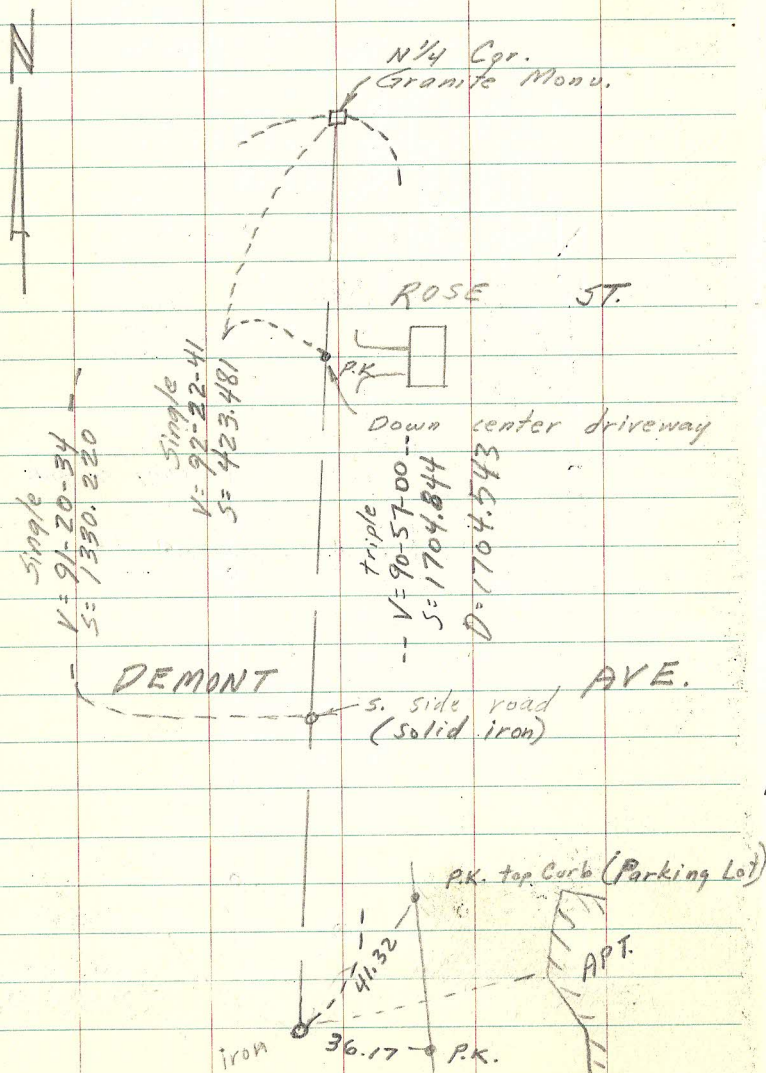 N
N 1/4 Cor.
Granite Monu.
ROSE ST.
P.K
Down center driveway
Single
V= 92-22-41
S= 423.481
Single
V= 91-20-34
S= 1330.220
triple
-- V= 90-57-00 --
S= 1704.844
D= 1704.543
DEMONT AVE.
S. side road
(Solid iron)
P.K. top Curb (Parking Lot)
41.32
APT.
iron
36.17
P.K.